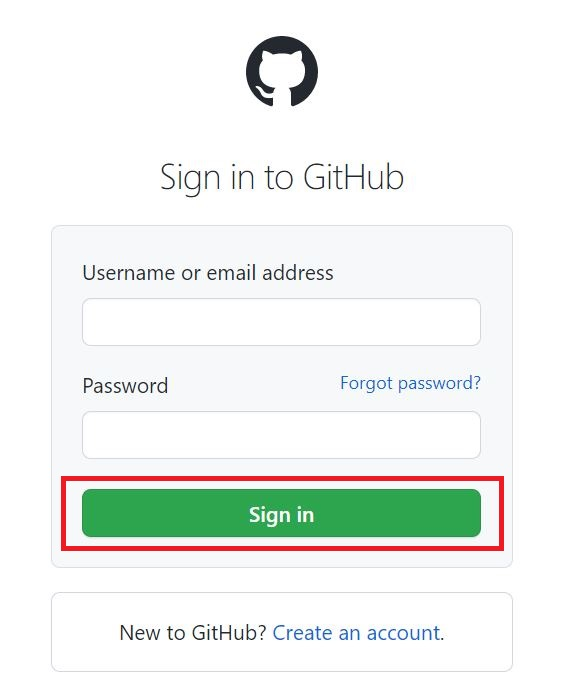 Sign in to GitHub
Username or email address
Password Forgot password?
Sign in
New to GitHub? Create an account.